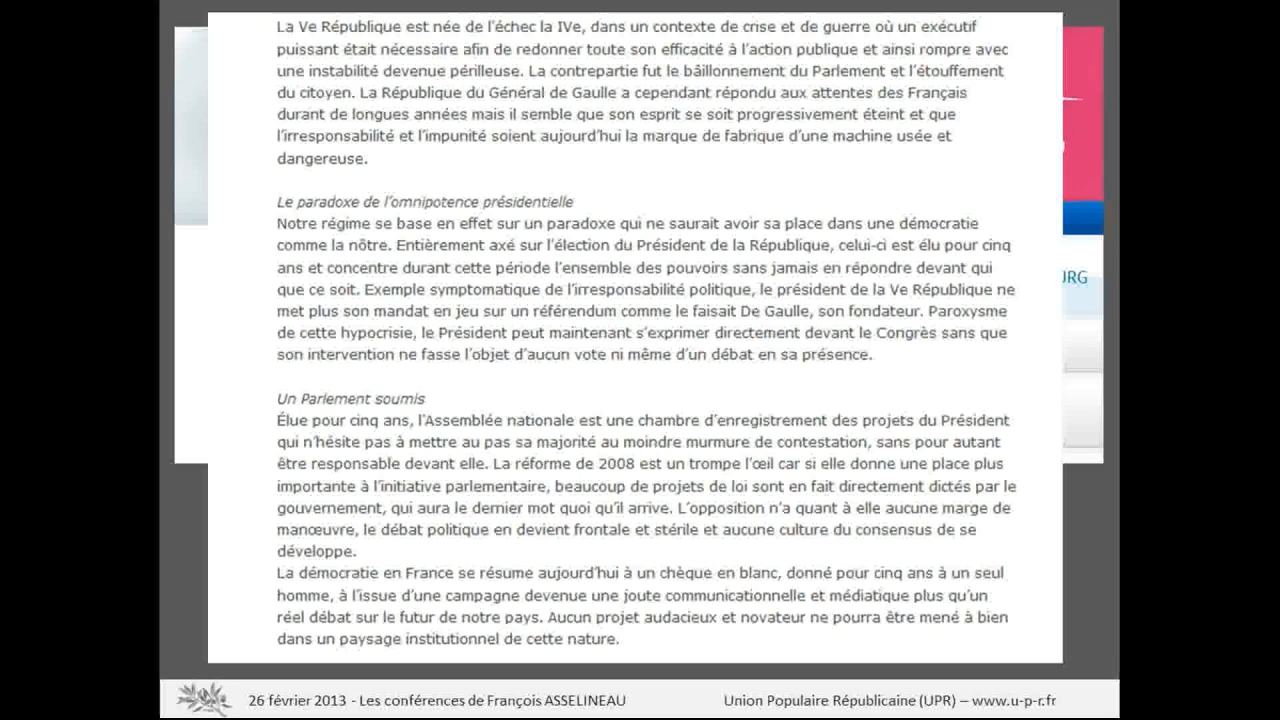 La Ve République est née de l'échec la IVe, dans un contexte de crise et de guerre où un exécutif
puissant était nécessaire afin de redonner toute son efficacité à l'action publique et ainsi rompre avec
une instabilité devenue périlleuse. La contrepartie fut le bâillonnement du Parlement et l'étouffement
du citoyen. La République du Général de Gaulle a cependant répondu aux attentes des Français
durant de longues années mais il semble que son esprit se soit progressivement éteint et que
l'irresponsabilité et l'impunité soient aujourd'hui la marque de fabrique d'une machine usée et
dangereuse.
Le paradoxe de l'omnipotence présidentielle
Notre régime se base en effet sur un paradoxe qui ne saurait avoir sa place dans une démocratie
comme la nôtre. Entièrement axé sur l'élection du Président de la République, celui-ci est élu pour cinq
ans et concentre durant cette période l'ensemble des pouvoirs sans jamais en répondre devant qui
que ce soit. Exemple symptomatique de l'irresponsabilité politique, le président de la Ve République ne
met plus son mandat en jeu sur un référendum comme le faisait De Gaulle, son fondateur. Paroxysme
de cette hypocrisie, le Président peut maintenant s'exprimer directement devant le Congrès sans que
son intervention ne fasse l'objet d'aucun vote ni même d'un débat en sa présence.
URG
Un Parlement soumis
Élue pour cinq ans, l'Assemblée nationale est une chambre d'enregistrement des projets du Président
qui n'hésite pas à mettre au pas sa majorité au moindre murmure de contestation, sans pour autant
être responsable devant elle. La réforme de 2008 est un trompe l'œil car si elle donne une place plus
importante à l'initiative parlementaire, beaucoup de projets de loi sont en fait directement dictés par le
gouvernement, qui aura le dernier mot quoi qu'il arrive. L'opposition n'a quant à elle aucune marge de
manœuvre, le débat politique en devient frontale et stérile et aucune culture du consensus de se
développe.
La démocratie en France se résume aujourd'hui à un chèque en blanc, donné pour cinq ans à un seul
homme, à l'issue d'une campagne devenue une joute communicationnelle et médiatique plus qu'un
réel débat sur le futur de notre pays. Aucun projet audacieux et novateur ne pourra être mené à bien
dans un paysage institutionnel de cette nature.
26 février 2013 - Les conférences de François ASSELINEAU
Union Populaire Républicaine (UPR) – www.u-p-r.fr